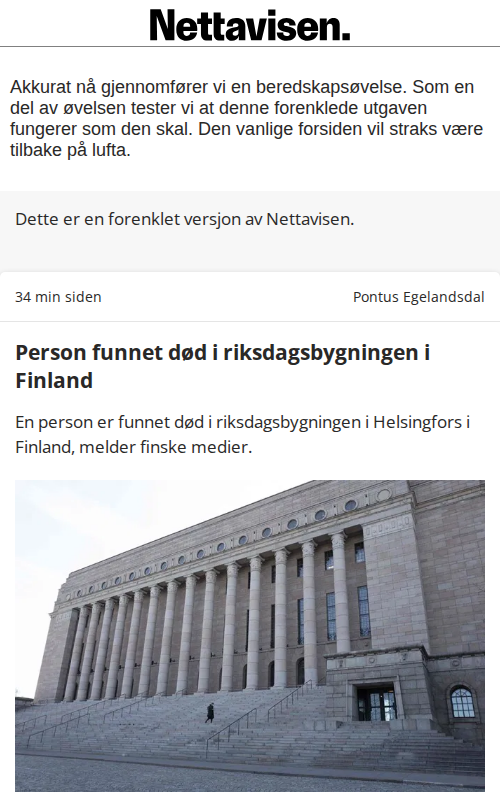 Nettavisen.
Akkurat nå gjennomfører vi en beredskapsøvelse. Som en
del av øvelsen tester vi at denne forenklede utgaven
fungerer som den skal. Den vanlige forsiden vil straks være
tilbake på lufta.
Dette er en forenklet versjon av Nettavisen.
34 min siden
Pontus Egelandsdal
Person funnet død i riksdagsbygningen i
Finland
En person er funnet død i riksdagsbygningen i Helsingfors i
Finland, melder finske medier.